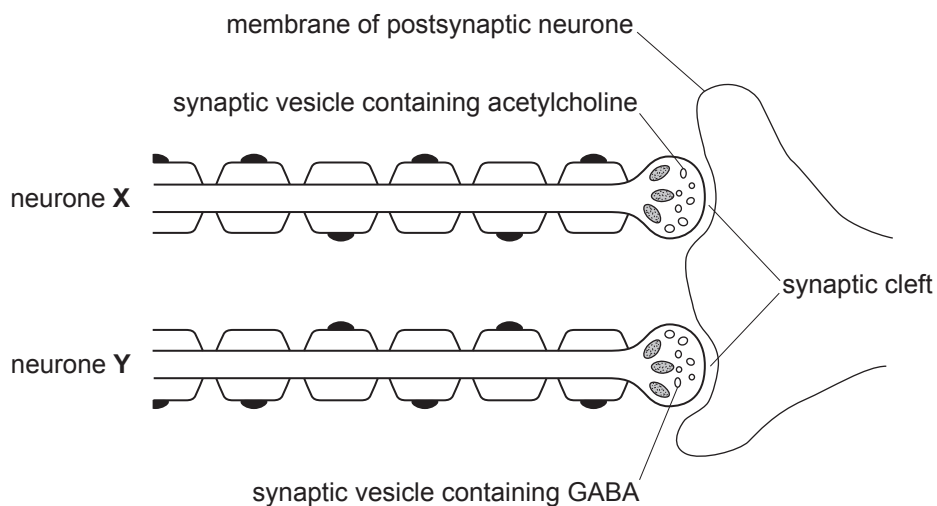 membrane of postsynaptic neurone
synaptic vesicle containing acetylcholine
neurone X
synaptic cleft
neurone Y
synaptic vesicle containing GABA